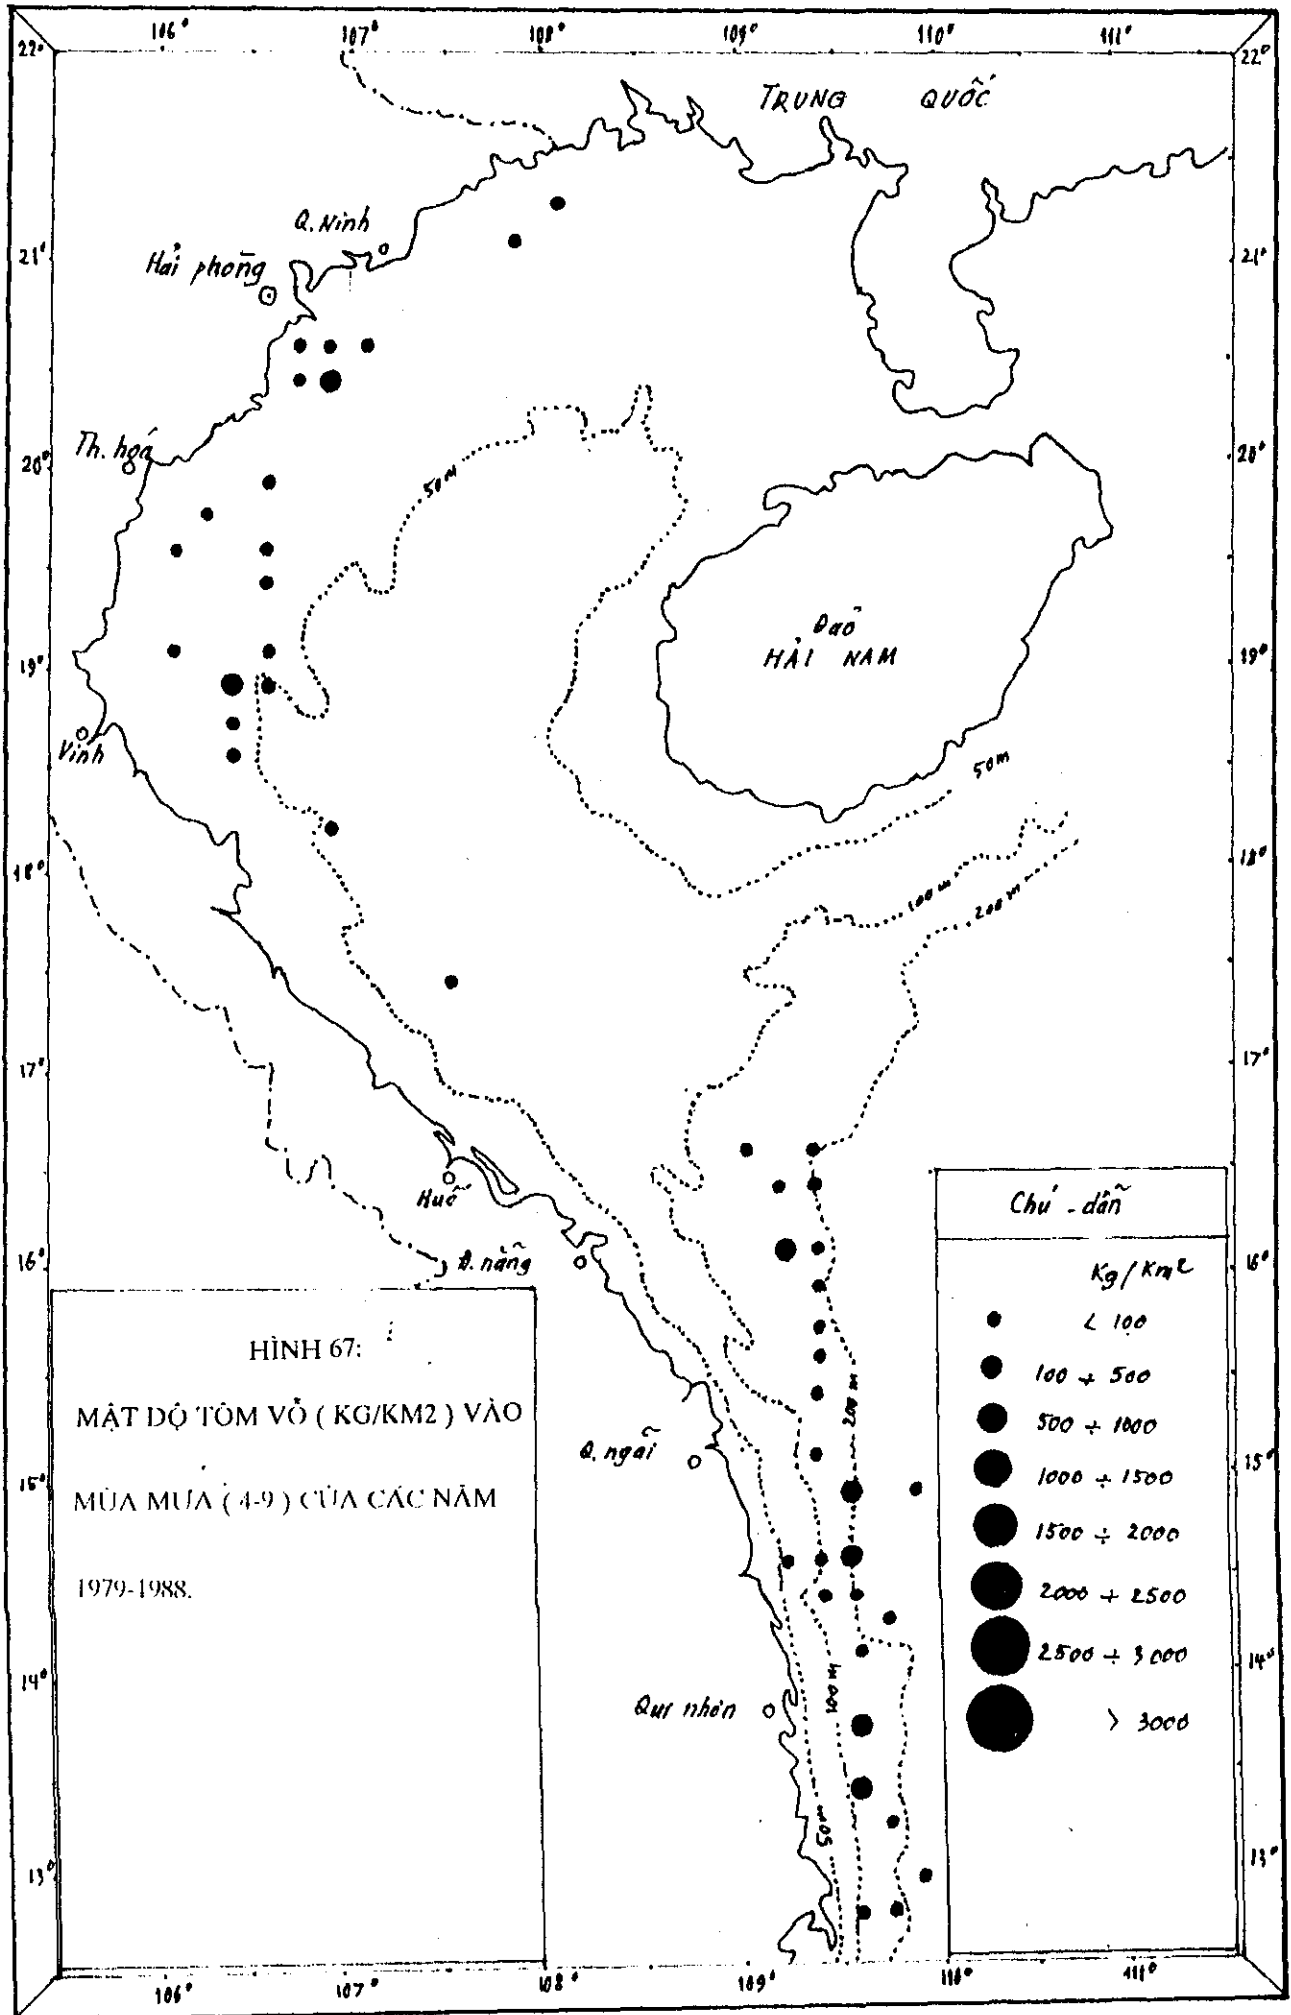 106° 107° 108° 109° 110° 111°
22° 22°
TRUNG QUỐC
Q. Ninh
21° 21°
Hải phòng
Th. hoá
20° 20°
50m
Đảo
HẢI NAM
19° 19°
Vinh
50m
18° 18°
100m
200m
17° 17°
Huế
Đ. nẵng
16° 16°
Chú - dẫn
Kg/Km2
< 100
100 ÷ 500
500 ÷ 1000
1000 ÷ 1500
1500 ÷ 2000
2000 ÷ 2500
2500 ÷ 3000
> 3000
HÌNH 67:
MẬT DỘ TÔM VỖ ( KG/KM2 ) VÀO
MÙA MƯA ( 4-9 ) CỦA CÁC NĂM
1979-1988.
200m
Q. ngãi
15° 15°
14° 14°
Qui nhơn
100m
50m
13° 13°
106° 107° 108° 109° 110° 111°